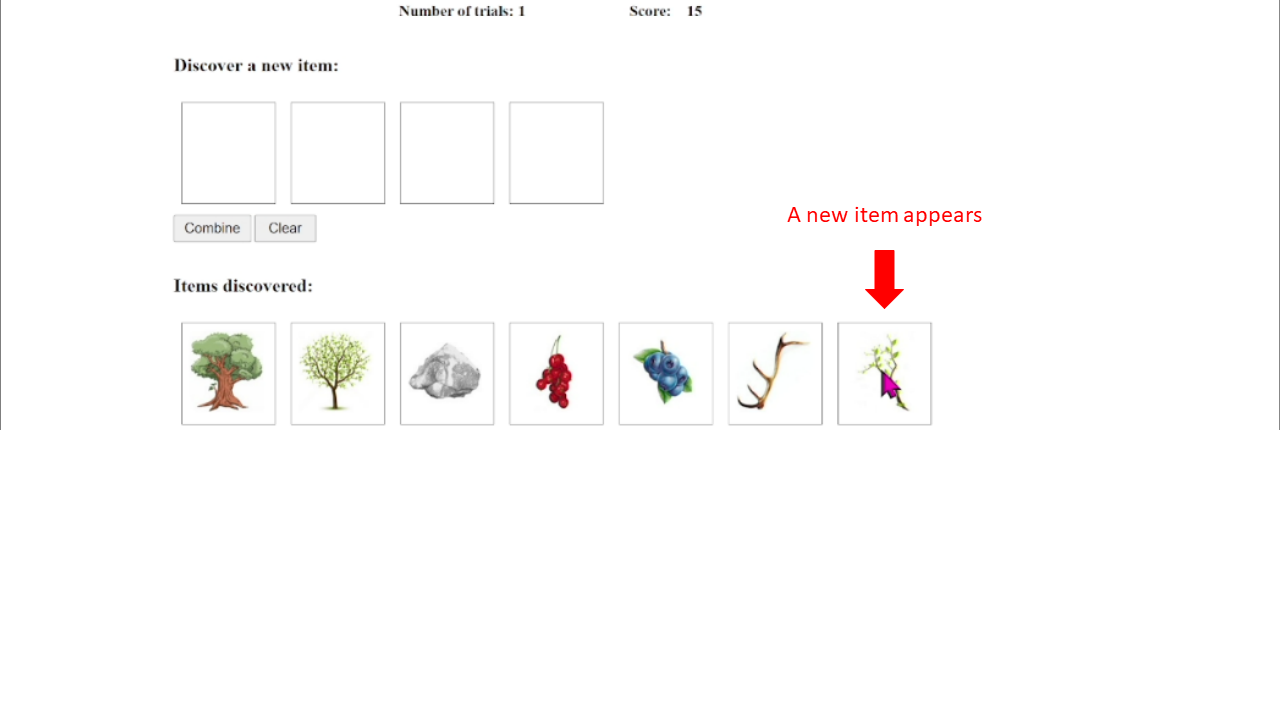 Number of trials: 1 Score: 15
Discover a new item:
Combine Clear
A new item appears
Items discovered: